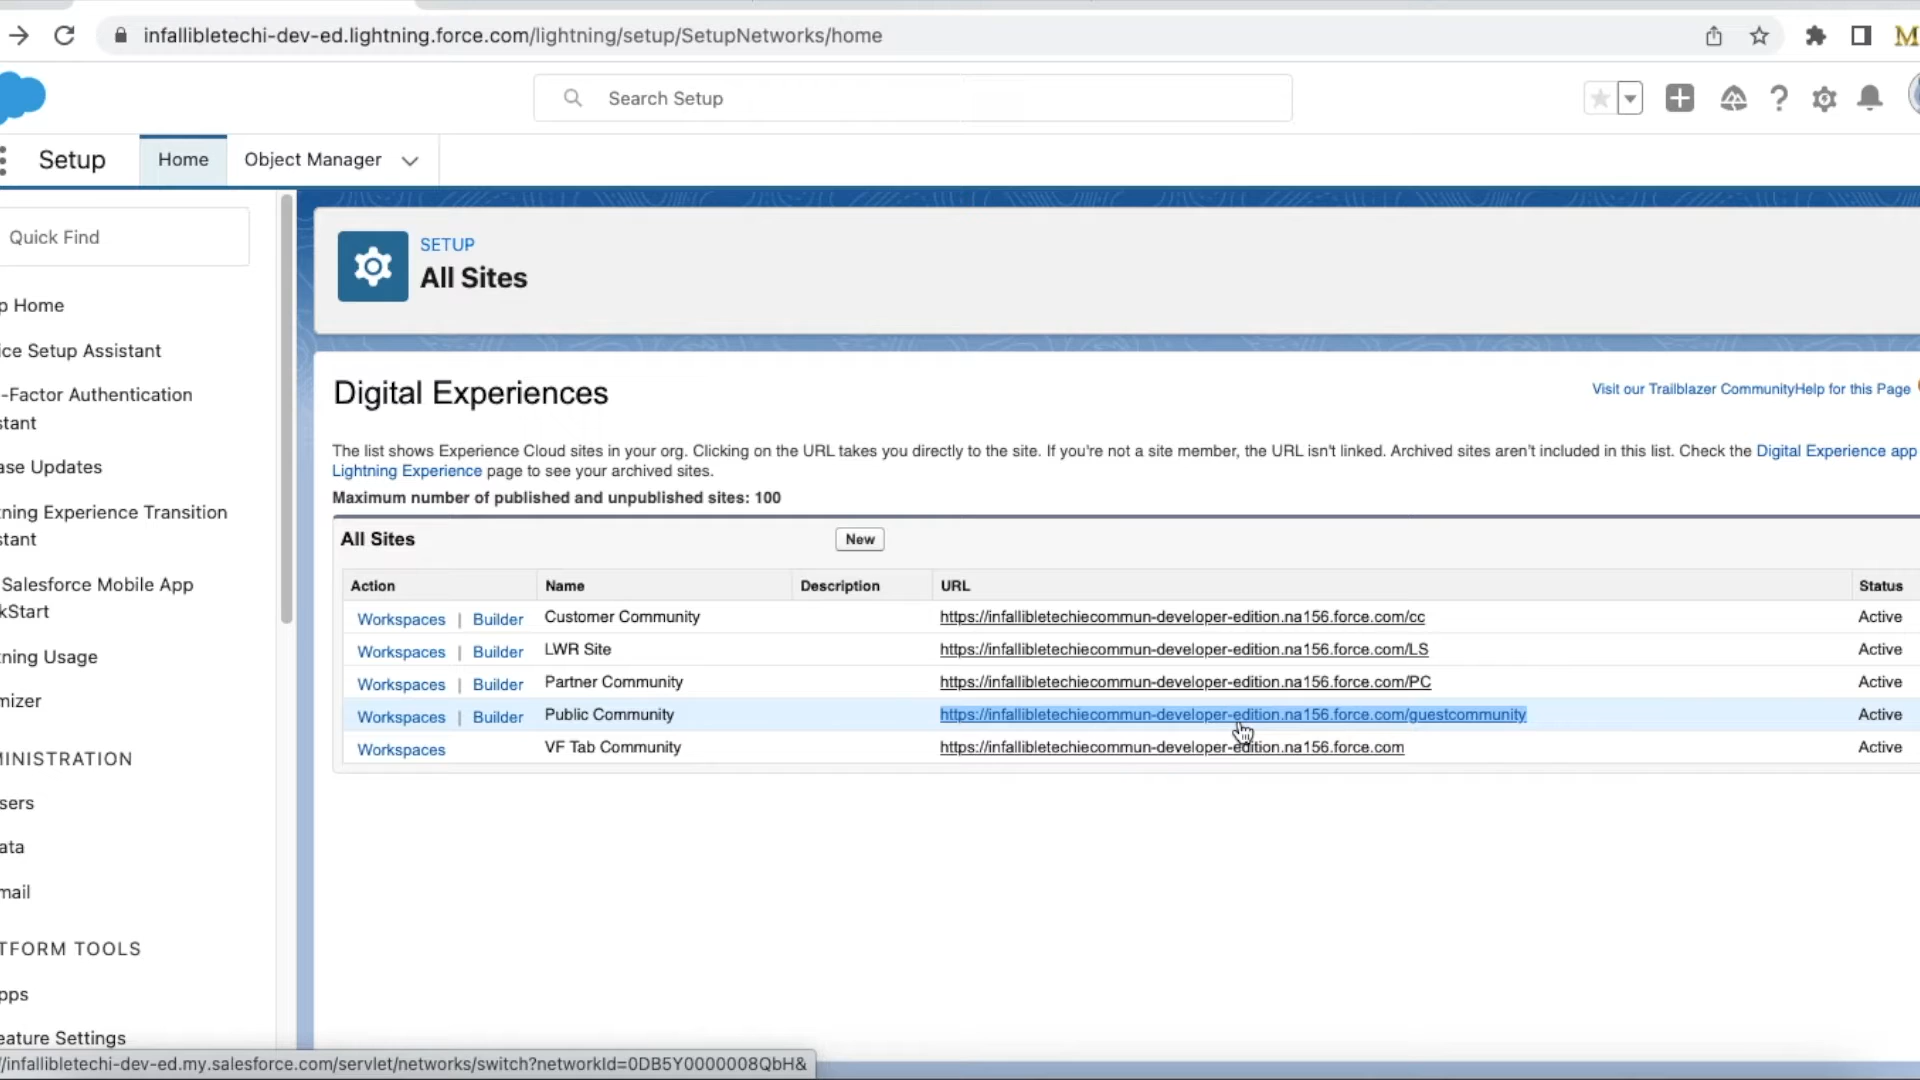 infallibletechi-dev-ed.lightning.force.com/lightning/setup/SetupNetworks/home
M
Search Setup
Setup
Home
Object Manager
Quick Find
p Home
ice Setup Assistant
-Factor Authentication
stant
ase Updates
tning Experience Transition
stant
Salesforce Mobile App
kStart
tning Usage
mizer
MINISTRATION
sers
ata
mail
TFORM TOOLS
pps
eature Settings
SETUP
All Sites
Digital Experiences
Visit our Trailblazer Community Help for this Page
The list shows Experience Cloud sites in your org. Clicking on the URL takes you directly to the site. If you're not a site member, the URL isn't linked. Archived sites aren't included in this list. Check the Digital Experience app
Lightning Experience page to see your archived sites.
Maximum number of published and unpublished sites: 100
All Sites New
Action Name Description URL Status
Workspaces | Builder Customer Community https://infallibletechiecommun-developer-edition.na156.force.com/cc Active
Workspaces | Builder LWR Site https://infallibletechiecommun-developer-edition.na156.force.com/LS Active
Workspaces | Builder Partner Community https://infallibletechiecommun-developer-edition.na156.force.com/PC Active
Workspaces | Builder Public Community https://infallibletechiecommun-developer-edition.na156.force.com/guestcommunity Active
Workspaces VF Tab Community https://infallibletechiecommun-developer-edition.na156.force.com Active
/infallibletechi-dev-ed.my.salesforce.com/servlet/networks/switch?networkId=0DB5Y0000008QbH&